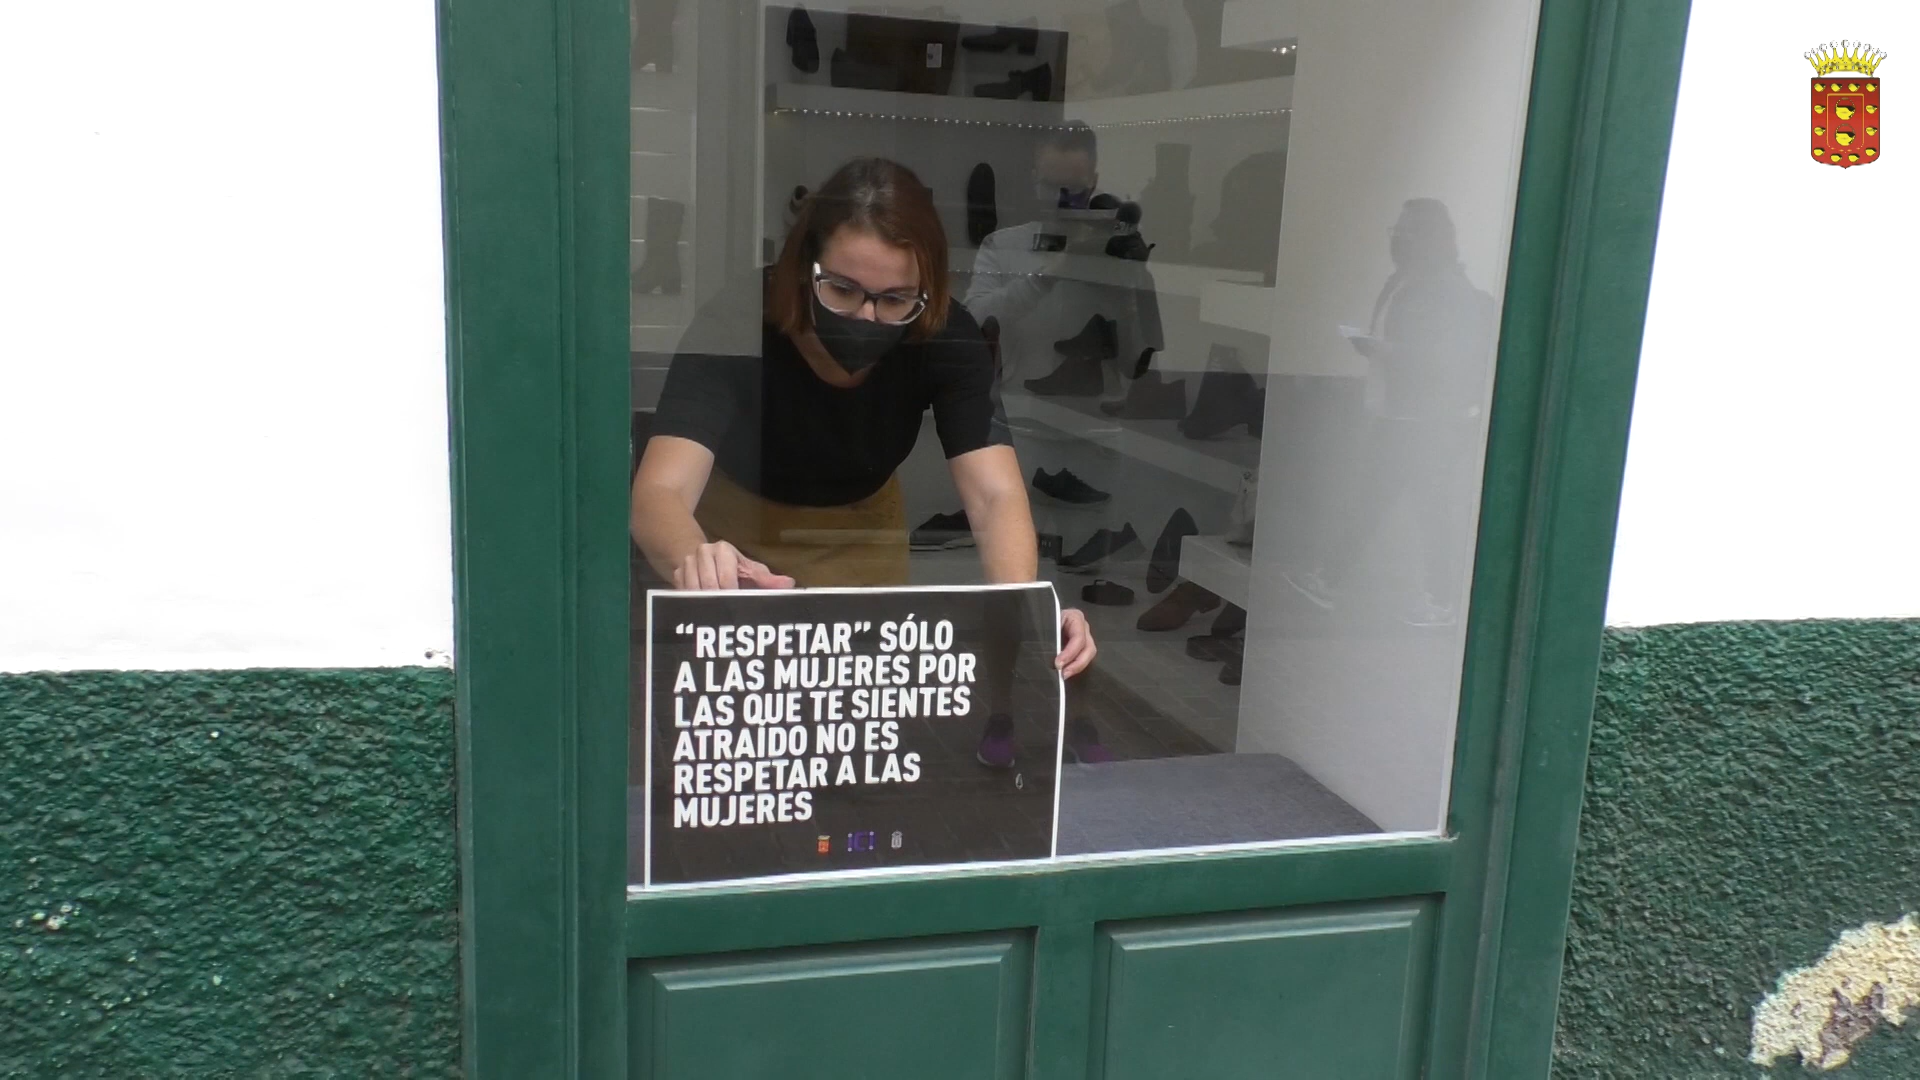 “RESPETAR” SÓLO
A LAS MUJERES POR
LAS QUE TE SIENTES
ATRAÍDO NO ES
RESPETAR A LAS
MUJERES